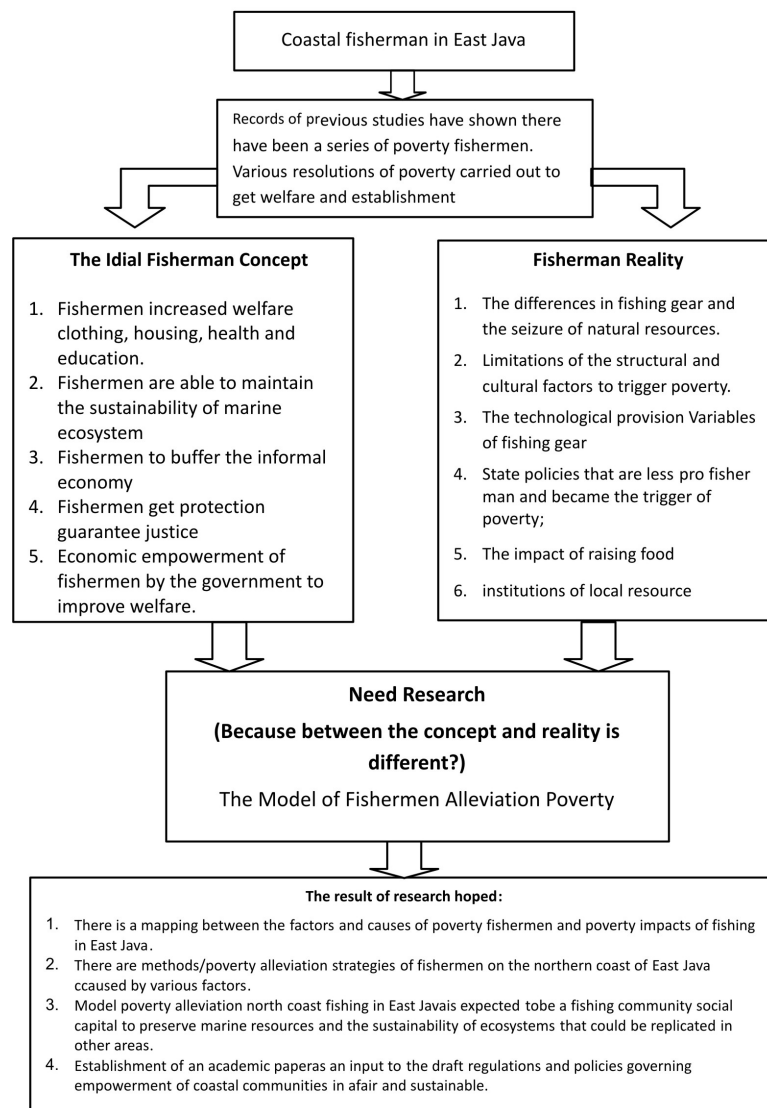 Coastal fisherman in East Java
Records of previous studies have shown there
have been a series of poverty fishermen.
Various resolutions of poverty carried out to
get welfare and establishment
The Idial Fisherman Concept
1. Fishermen increased welfare
clothing, housing, health and
education.
2. Fishermen are able to maintain
the sustainability of marine
ecosystem
3. Fishermen to buffer the informal
economy
4. Fishermen get protection
guarantee justice
5. Economic empowerment of
fishermen by the government to
improve welfare.
Fisherman Reality
1. The differences in fishing gear and
the seizure of natural resources.
2. Limitations of the structural and
cultural factors to trigger poverty.
3. The technological provision Variables
of fishing gear
4. State policies that are less pro fisher
man and became the trigger of
poverty;
5. The impact of raising food
6. institutions of local resource
Need Research
(Because between the concept and reality is
different?)
The Model of Fishermen Alleviation Poverty
The result of research hoped:
1. There is a mapping between the factors and causes of poverty fishermen and poverty impacts of fishing
in East Java.
2. There are methods/poverty alleviation strategies of fishermen on the northern coast of East Java
ccaused by various factors.
3. Model poverty alleviation north coast fishing in East Javais expected tobe a fishing community social
capital to preserve marine resources and the sustainability of ecosystems that could be replicated in
other areas.
4. Establishment of an academic paperas an input to the draft regulations and policies governing
empowerment of coastal communities in afair and sustainable.